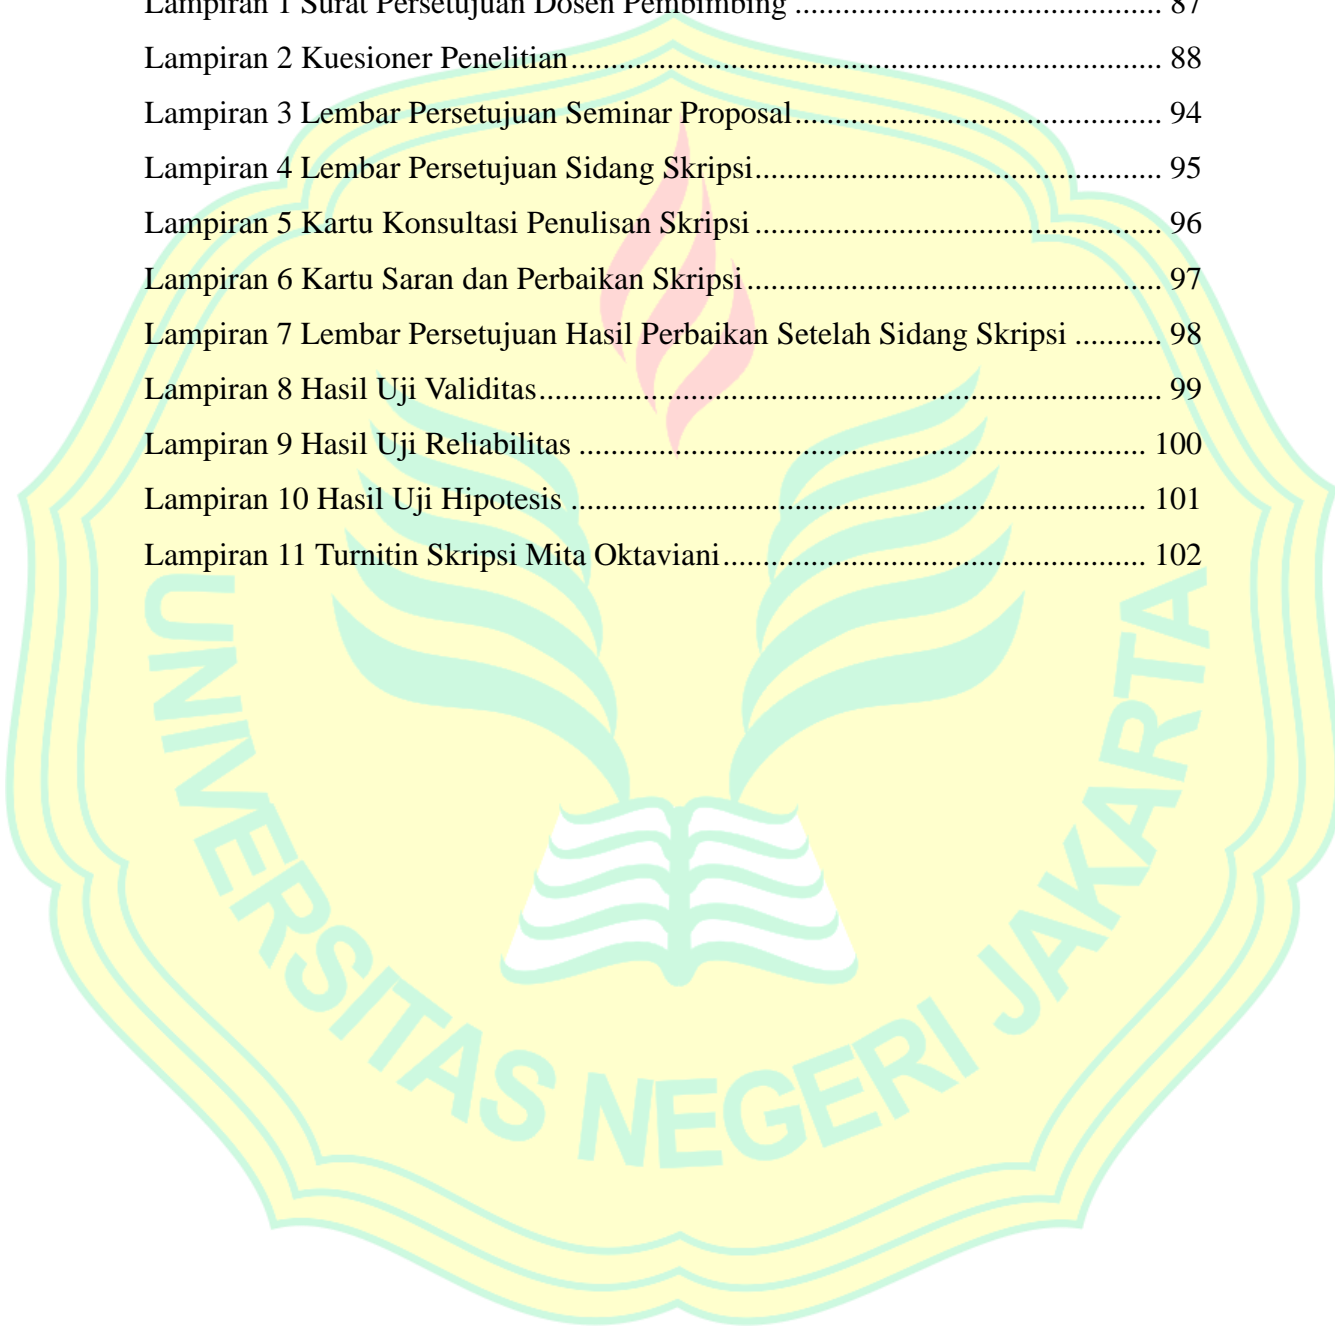 Lampiran 1 Surat Persetujuan Dosen Pembimbing .............................................. 87
Lampiran 2 Kuesioner Penelitian.......................................................................... 88
Lampiran 3 Lembar Persetujuan Seminar Proposal.............................................. 94
Lampiran 4 Lembar Persetujuan Sidang Skripsi................................................... 95
Lampiran 5 Kartu Konsultasi Penulisan Skripsi ................................................... 96
Lampiran 6 Kartu Saran dan Perbaikan Skripsi.................................................... 97
Lampiran 7 Lembar Persetujuan Hasil Perbaikan Setelah Sidang Skripsi ........... 98
Lampiran 8 Hasil Uji Validitas.............................................................................. 99
Lampiran 9 Hasil Uji Reliabilitas ....................................................................... 100
Lampiran 10 Hasil Uji Hipotesis ........................................................................ 101
Lampiran 11 Turnitin Skripsi Mita Oktaviani..................................................... 102
UNIVERSITAS NEGERI JAKARTA